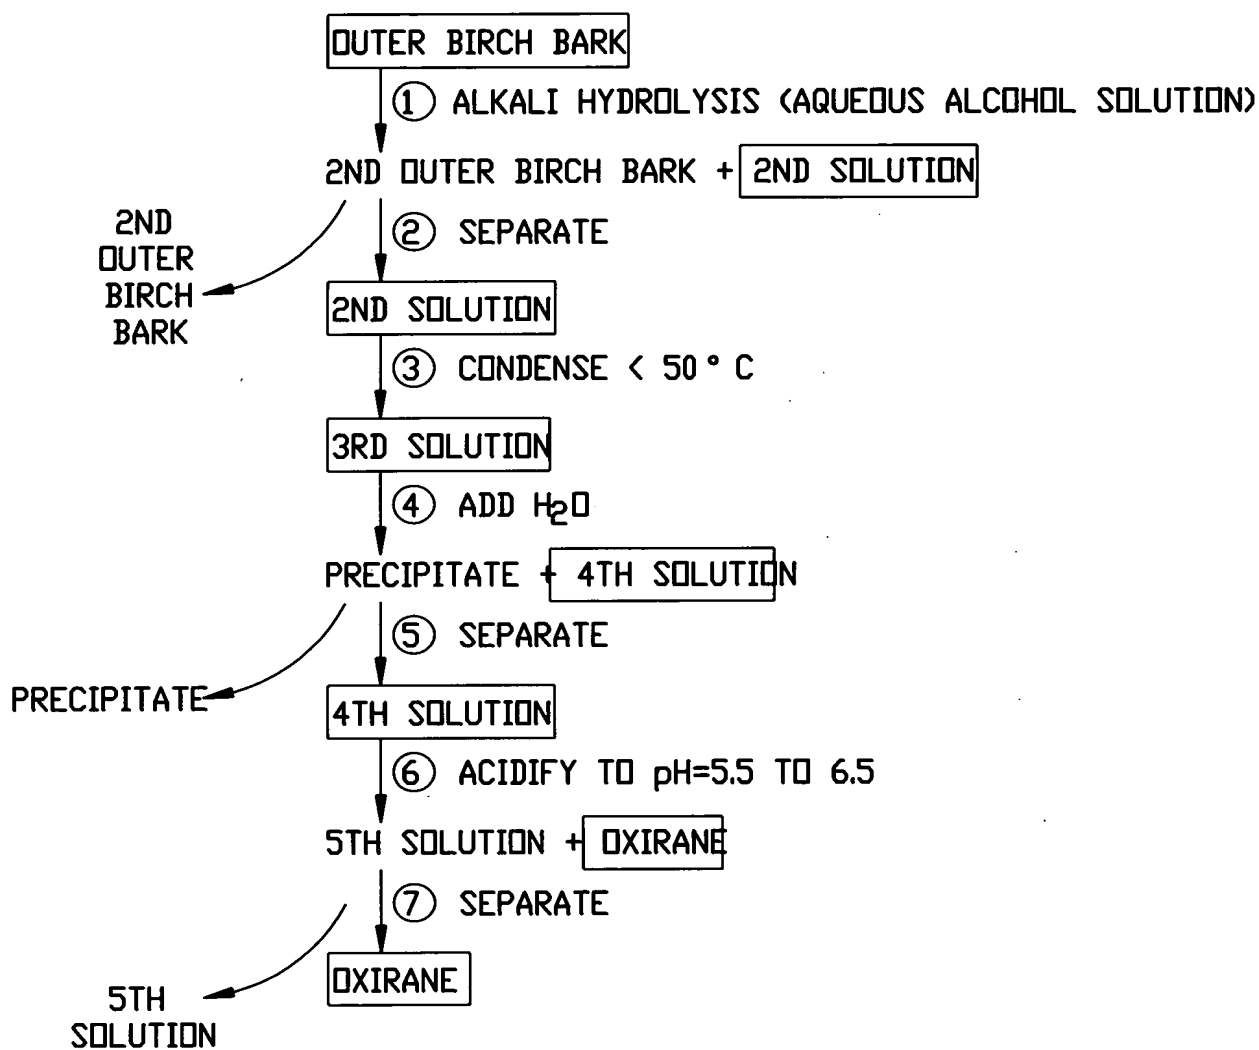 OUTER BIRCH BARK
① ALKALI HYDROLYSIS (AQUEOUS ALCOHOL SOLUTION)
2ND OUTER BIRCH BARK + 2ND SOLUTION
2ND
OUTER
BIRCH
BARK
② SEPARATE
2ND SOLUTION
③ CONDENSE < 50° C
3RD SOLUTION
④ ADD H₂O
PRECIPITATE + 4TH SOLUTION
⑤ SEPARATE
PRECIPITATE
4TH SOLUTION
⑥ ACIDIFY TO pH=5.5 TO 6.5
5TH SOLUTION + OXIRANE
⑦ SEPARATE
OXIRANE
5TH
SOLUTION